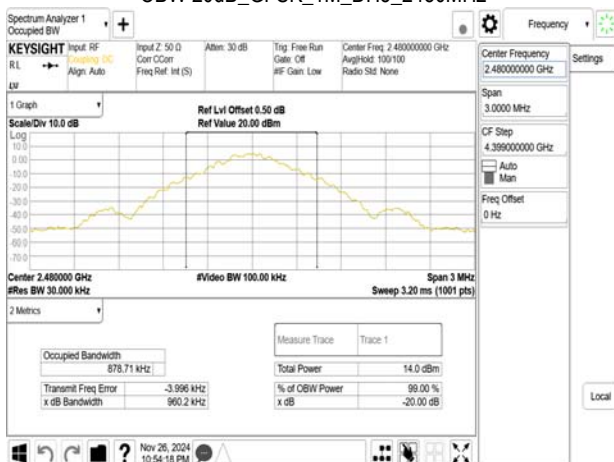 OBW-20dB_GFSK_1M_DH5_2480MHz
Spectrum Analyzer 1
Occupied BW
Frequency
KEYSIGHT
RL
Input: RF
Coupling: DC
Align: Auto
Input Z: 50 Ω
Corr CCorr
Freq Ref: Int (S)
Atten: 30 dB
Trig: Free Run
Gate: Off
#IF Gain: Low
Center Freq: 2.480000000 GHz
Avg|Hold: 100/100
Radio Std: None
LU
1 Graph
Scale/Div 10.0 dB
Ref Lvl Offset 0.50 dB
Ref Value 20.00 dBm
Log
10.0
0.00
-10.0
-20.0
-30.0
-40.0
-50.0
-60.0
-70.0
Center 2.480000 GHz
#Res BW 30.000 kHz
#Video BW 100.00 kHz
Span 3 MHz
Sweep 3.20 ms (1001 pts)
2 Metrics
Measure Trace Trace 1
Occupied Bandwidth
878.71 kHz
Total Power 14.0 dBm
Transmit Freq Error -3.996 kHz
% of OBW Power 99.00 %
x dB Bandwidth 960.2 kHz
x dB -20.00 dB
Nov 26, 2024
10:54:18 PM
Center Frequency
2.480000000 GHz
Settings
Span
3.0000 MHz
CF Step
4.399000000 GHz
Auto
Man
Freq Offset
0 Hz
Local